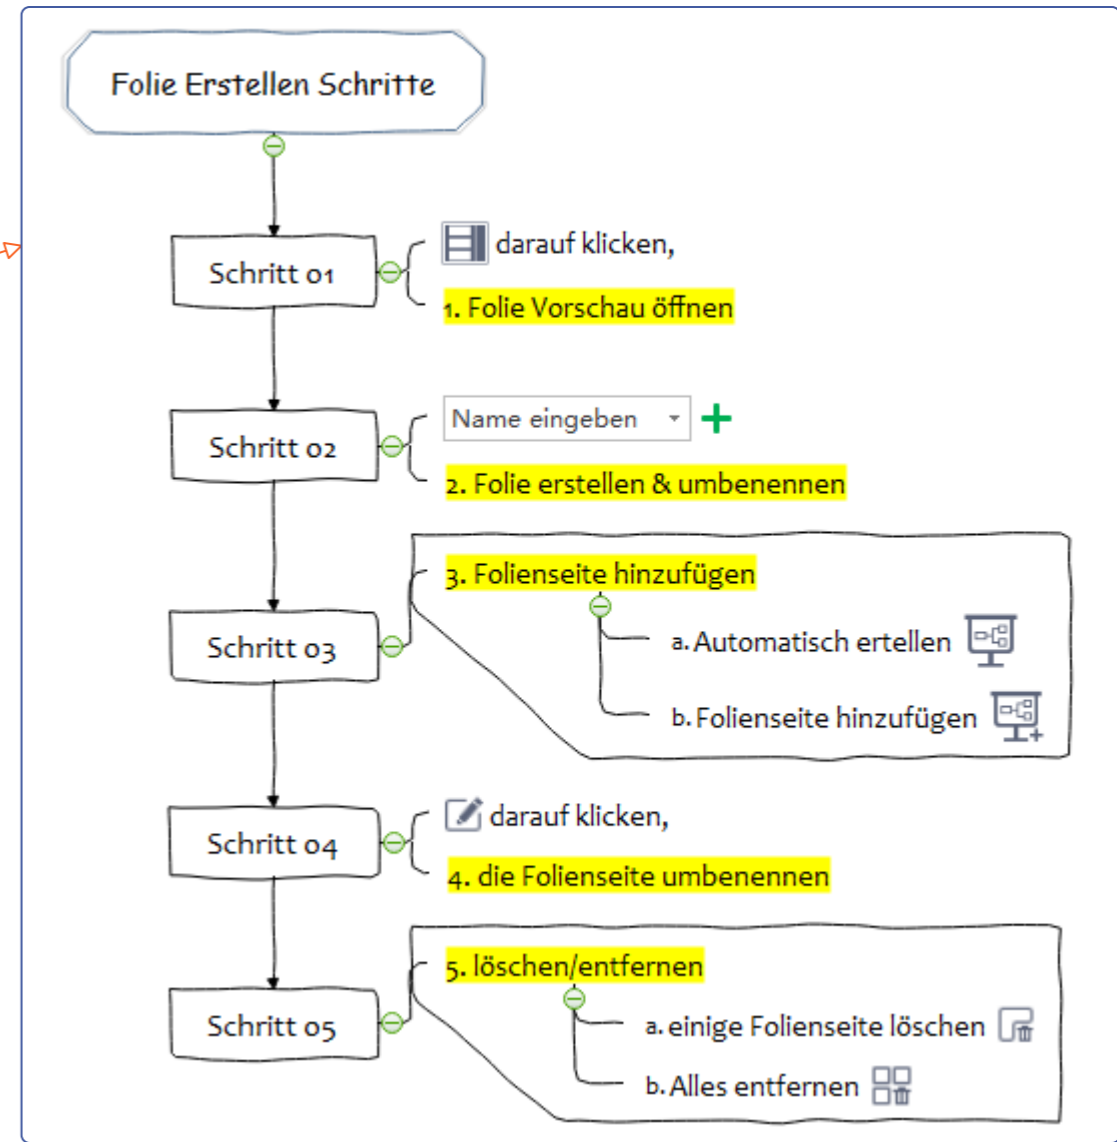 Folie Erstellen Schritte
Schritt 01
darauf klicken,
1. Folie Vorschau öffnen
Schritt 02
Name eingeben
2. Folie erstellen & umbenennen
Schritt 03
3. Folienseite hinzufügen
a. Automatisch ertellen
b. Folienseite hinzufügen
Schritt 04
darauf klicken,
4. die Folienseite umbenennen
Schritt 05
5. löschen/entfernen
a. einige Folienseite löschen
b. Alles entfernen